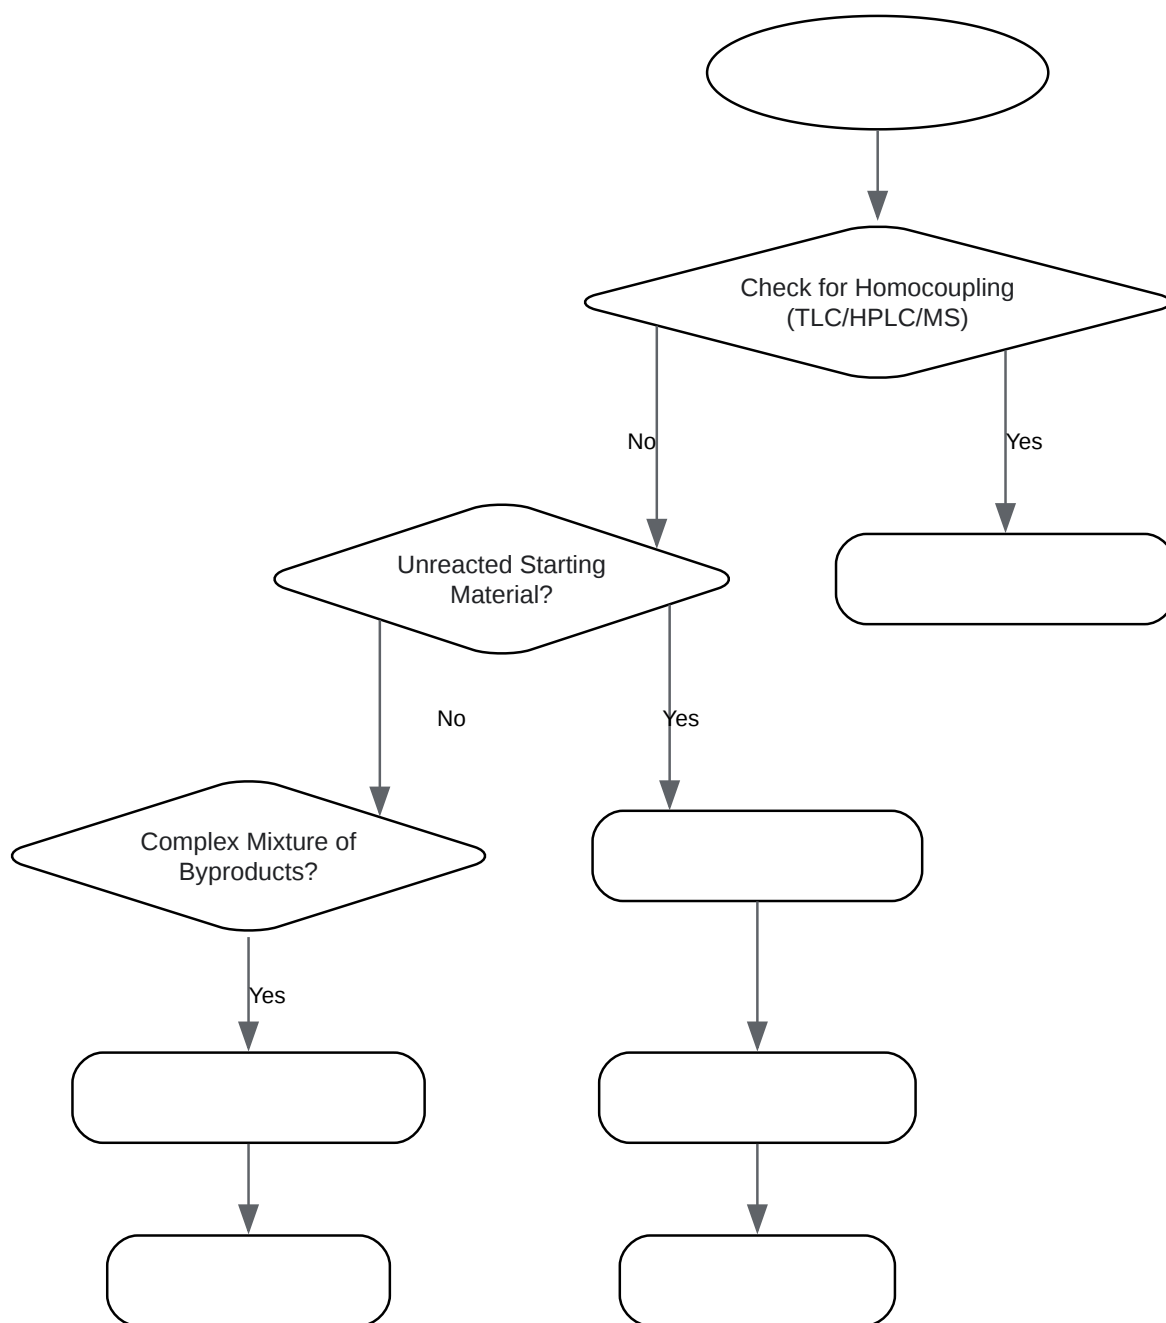 Check for Homocoupling
(TLC/HPLC/MS)
No
Yes
Unreacted Starting
Material?
No
Yes
Complex Mixture of
Byproducts?
Yes